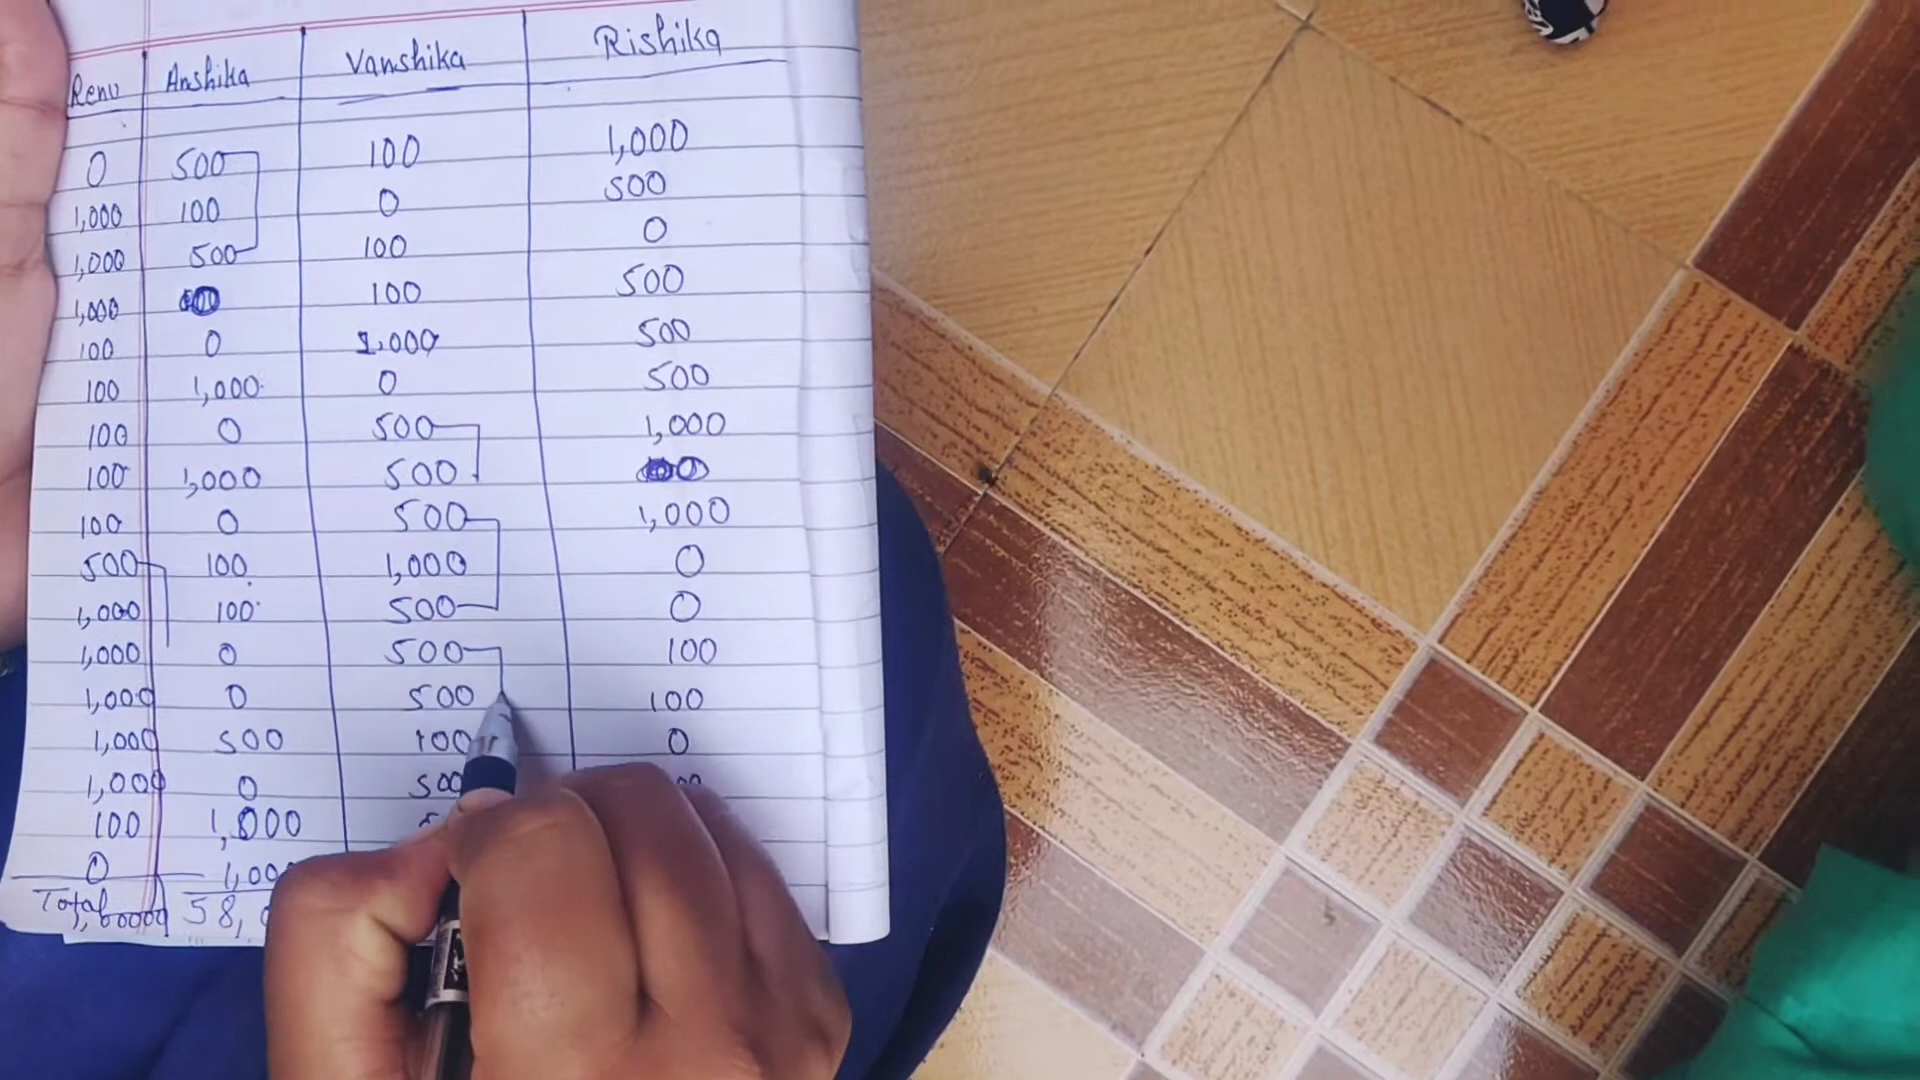 Renu Anshika Vanshika Rishika
0 500 100 1,000
1,000 100 0 500
1,000 500 100 0
1,000 100 500
100 0 1,000 500
100 1,000 0 500
100 0 500 1,000
100 1,000 500
100 0 500 1,000
500 100 1,000 0
1,000 100 500 0
1,000 0 500 100
1,000 0 500 100
1,000 500 100 0
1,000 0 500
100 1,000
0
Total